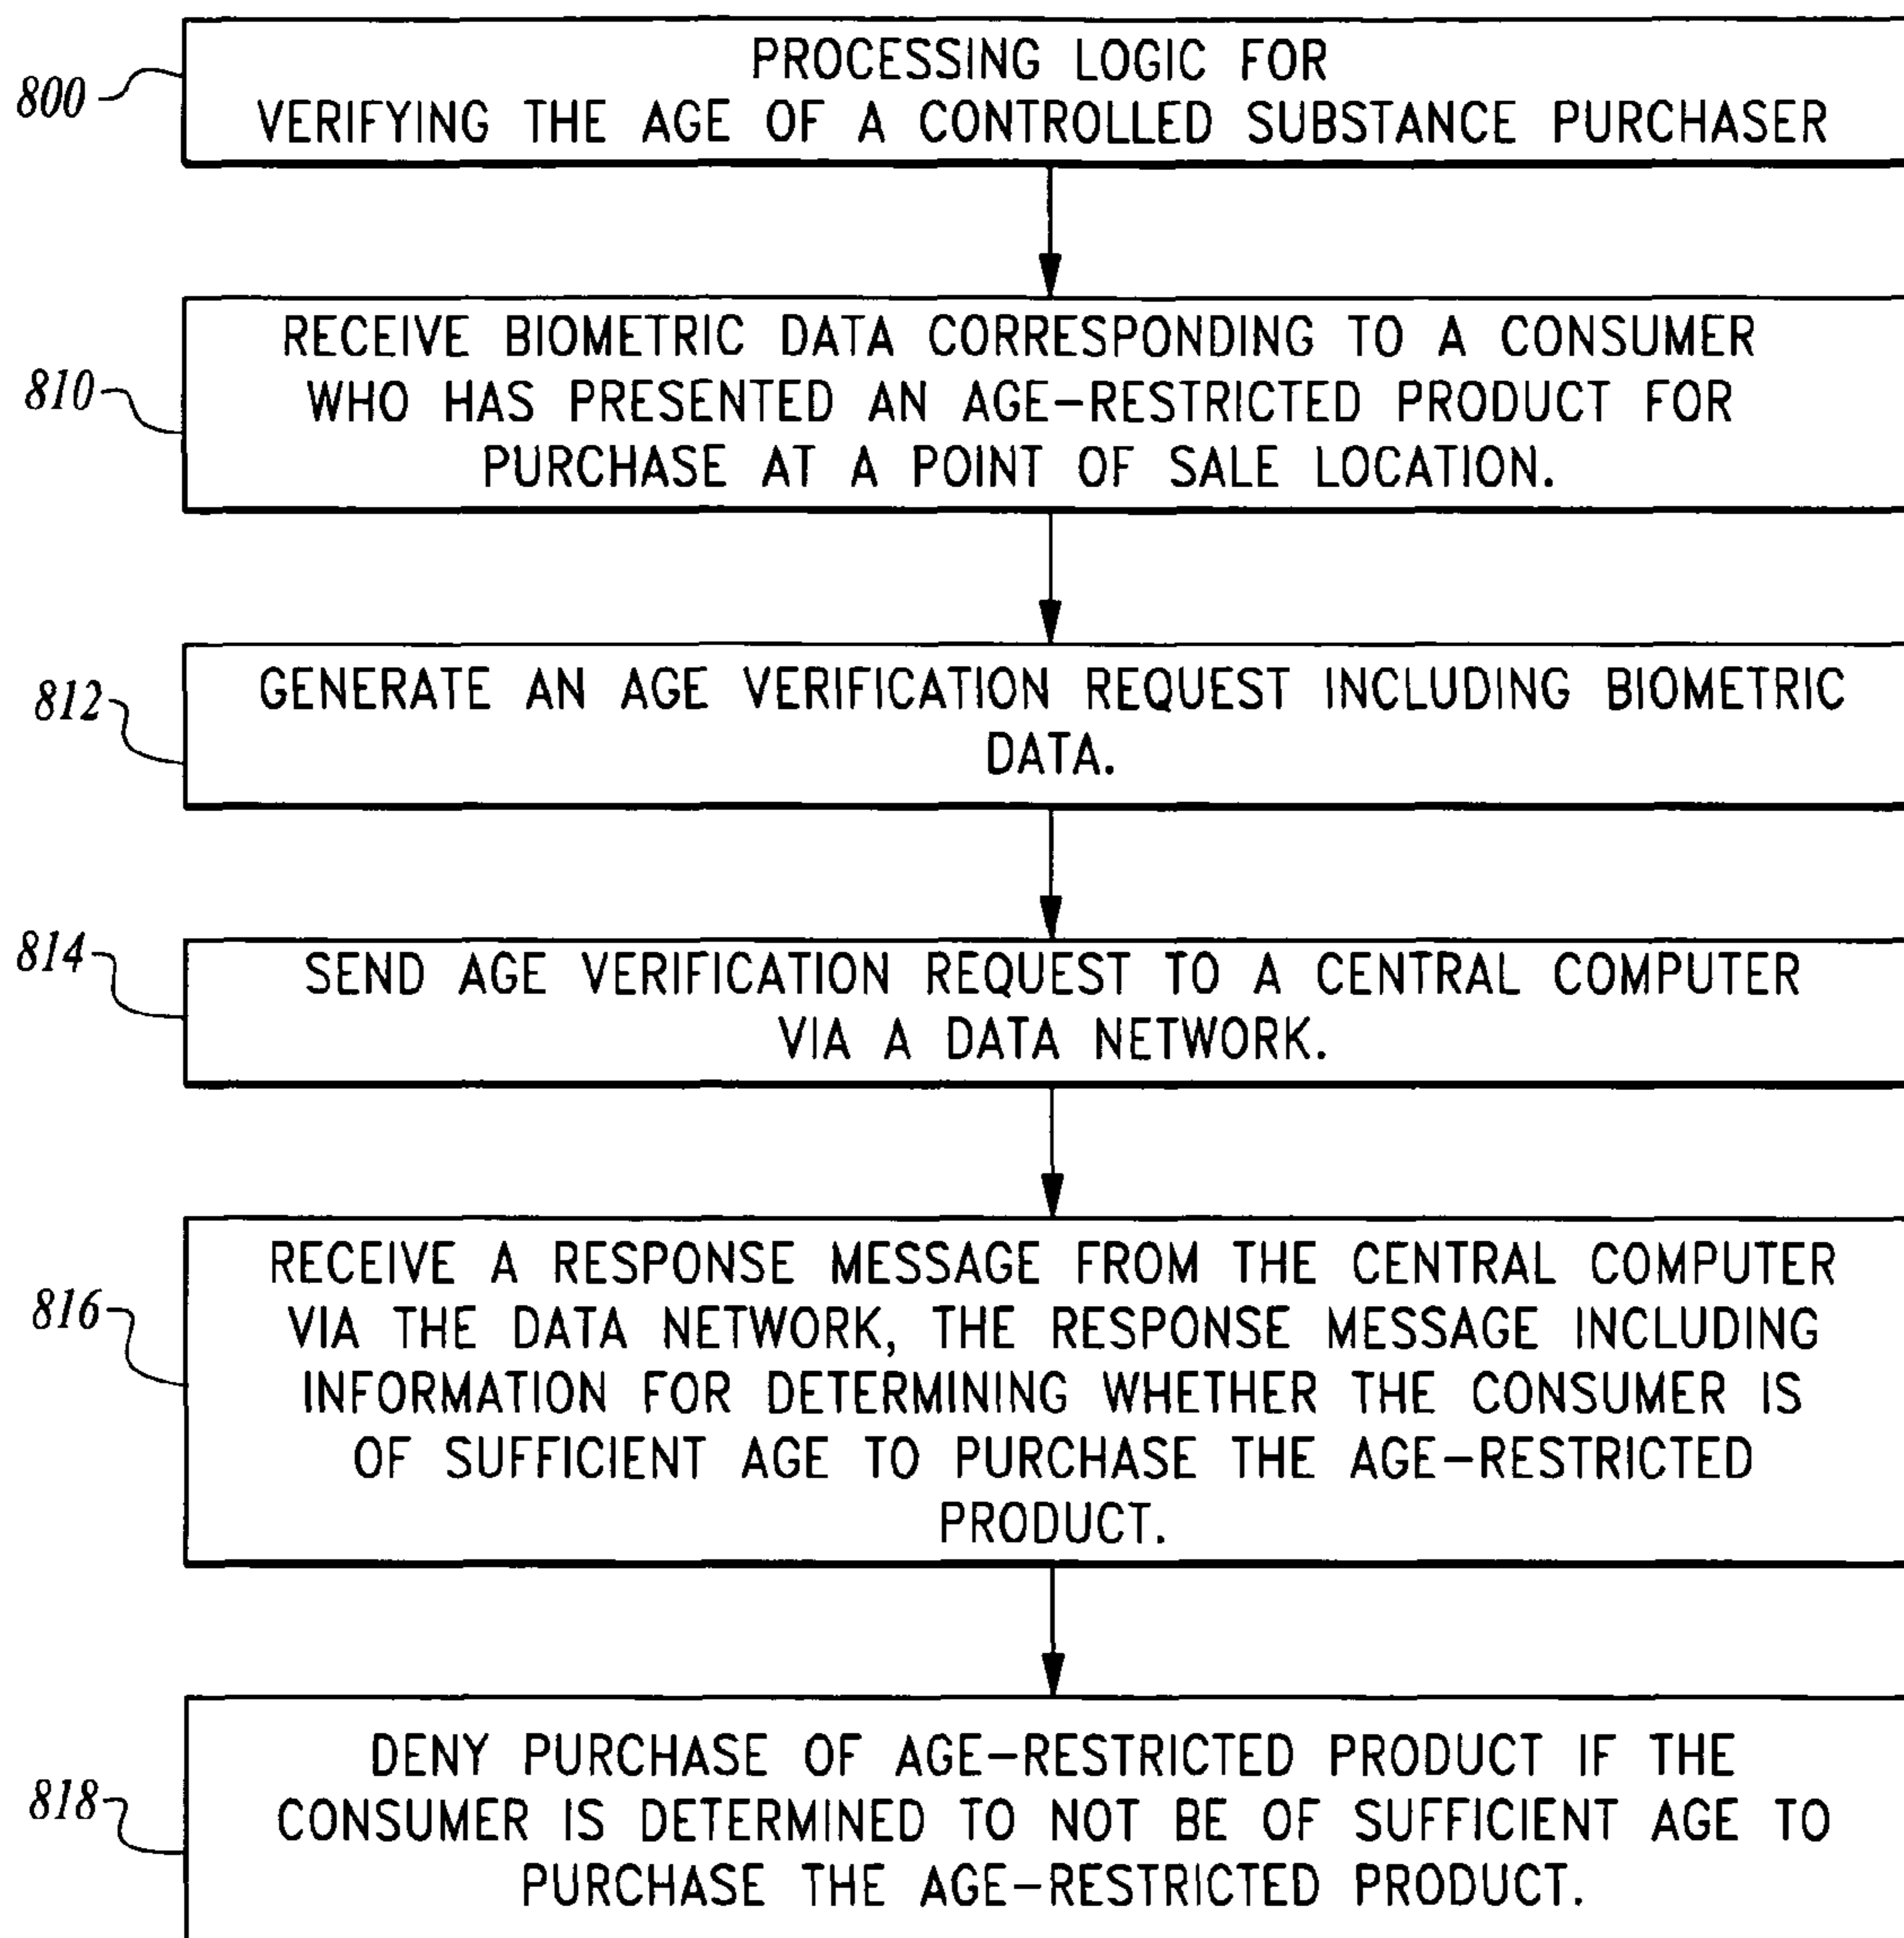 PROCESSING LOGIC FOR
800 VERIFYING THE AGE OF A CONTROLLED SUBSTANCE PURCHASER
RECEIVE BIOMETRIC DATA CORRESPONDING TO A CONSUMER
810 WHO HAS PRESENTED AN AGE-RESTRICTED PRODUCT FOR
PURCHASE AT A POINT OF SALE LOCATION.
812 GENERATE AN AGE VERIFICATION REQUEST INCLUDING BIOMETRIC
DATA.
814 SEND AGE VERIFICATION REQUEST TO A CENTRAL COMPUTER
VIA A DATA NETWORK.
RECEIVE A RESPONSE MESSAGE FROM THE CENTRAL COMPUTER
816 VIA THE DATA NETWORK, THE RESPONSE MESSAGE INCLUDING
INFORMATION FOR DETERMINING WHETHER THE CONSUMER IS
OF SUFFICIENT AGE TO PURCHASE THE AGE-RESTRICTED
PRODUCT.
DENY PURCHASE OF AGE-RESTRICTED PRODUCT IF THE
818 CONSUMER IS DETERMINED TO NOT BE OF SUFFICIENT AGE TO
PURCHASE THE AGE-RESTRICTED PRODUCT.